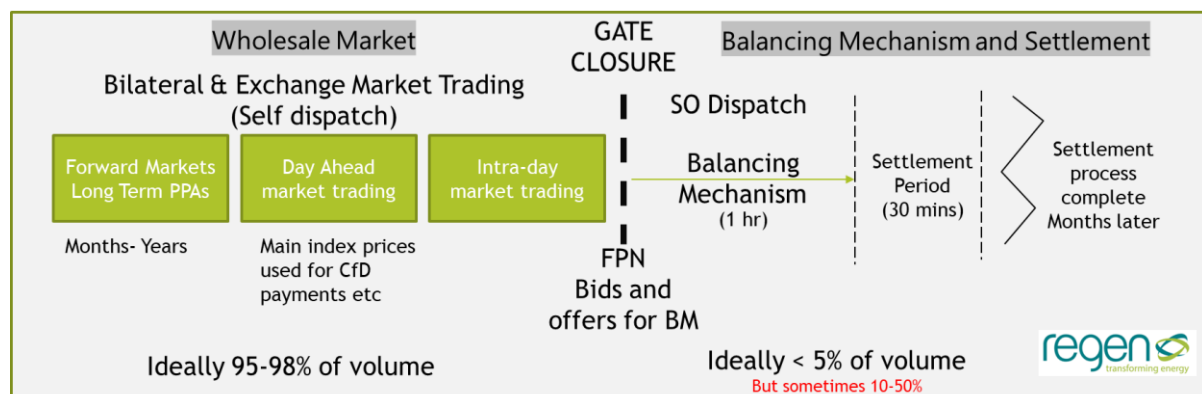 Wholesale Market
Bilateral & Exchange Market Trading
(Self dispatch)
Forward Markets
Long Term PPAs
Day Ahead
market trading
Intra-day
market trading
Months- Years
Main index prices
used for CfD
payments etc
Ideally 95-98% of volume
GATE
CLOSURE
FPN
Bids and
offers for BM
Balancing Mechanism and Settlement
SO Dispatch
Balancing
Mechanism
(1 hr)
Settlement
Period
(30 mins)
Settlement
process
complete
Months later
Ideally < 5% of volume
But sometimes 10-50%
regen
transforming energy